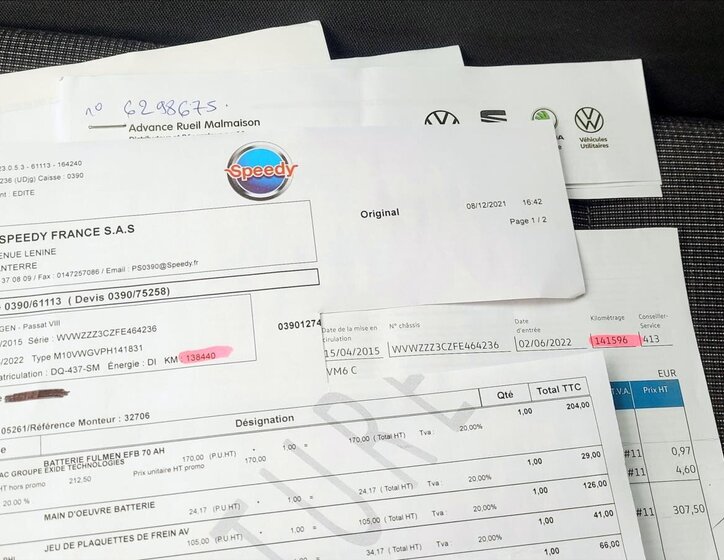 n° 6298675.
Advance Rueil Malmaison
Véhicules
Utilitaires
23.0.5.3 - 61113 - 164240
236 (UDjg) Caisse : 0390
nt : EDITE
Speedy
Original
08/12/2021 16:42
Page 1 / 2
SPEEDY FRANCE S.A.S
ENUE LENINE
ANTERRE
37 08 09 / Fax : 0147257086 / Email : PS0390@Speedy.fr
- 0390/61113 ( Devis 0390/75258)
GEN - Passat VIII
/2015 Série : WVWZZZ3CZFE464236
/2022 Type M10VWGVPH141831
atriculation : DQ-437-SM Énergie : DI KM 138440
03901274
Date de la mise en
circulation
15/04/2015
VM6 C
N° châssis
WVWZZZ3CZFE464236
Date
d'entrée
02/06/2022
Kilométrage
141596
Conseiller-
Service
413
EUR
T.V.A. Prix HT
#11 0,97
#11 4,60
#11 307,50
05261/Référence Monteur : 32706
Désignation Qté Total TTC
BATTERIE FULMEN EFB 70 AH
AC GROUPE EXIDE TECHNOLOGIES
170,00 (P.U HT) * 1,00 = 170,00 ( Total HT) Tva : 20,00% 1,00 204,00
HT hors promo 212,50 Prix unitaire HT promo 170,00
20.00 %
MAIN D'OEUVRE BATTERIE
24,17 (P.U HT) * 1,00 = 24,17 ( Total HT) Tva : 20,00% 1,00 29,00
JEU DE PLAQUETTES DE FREIN AV
105,00 (P.U HT) * 1,00 = 105,00 ( Total HT) Tva : 20,00% 1,00 126,00
34,17 ( Total HT) Tva : 20,00% 1,00 41,00
1,00 66,00
TURE